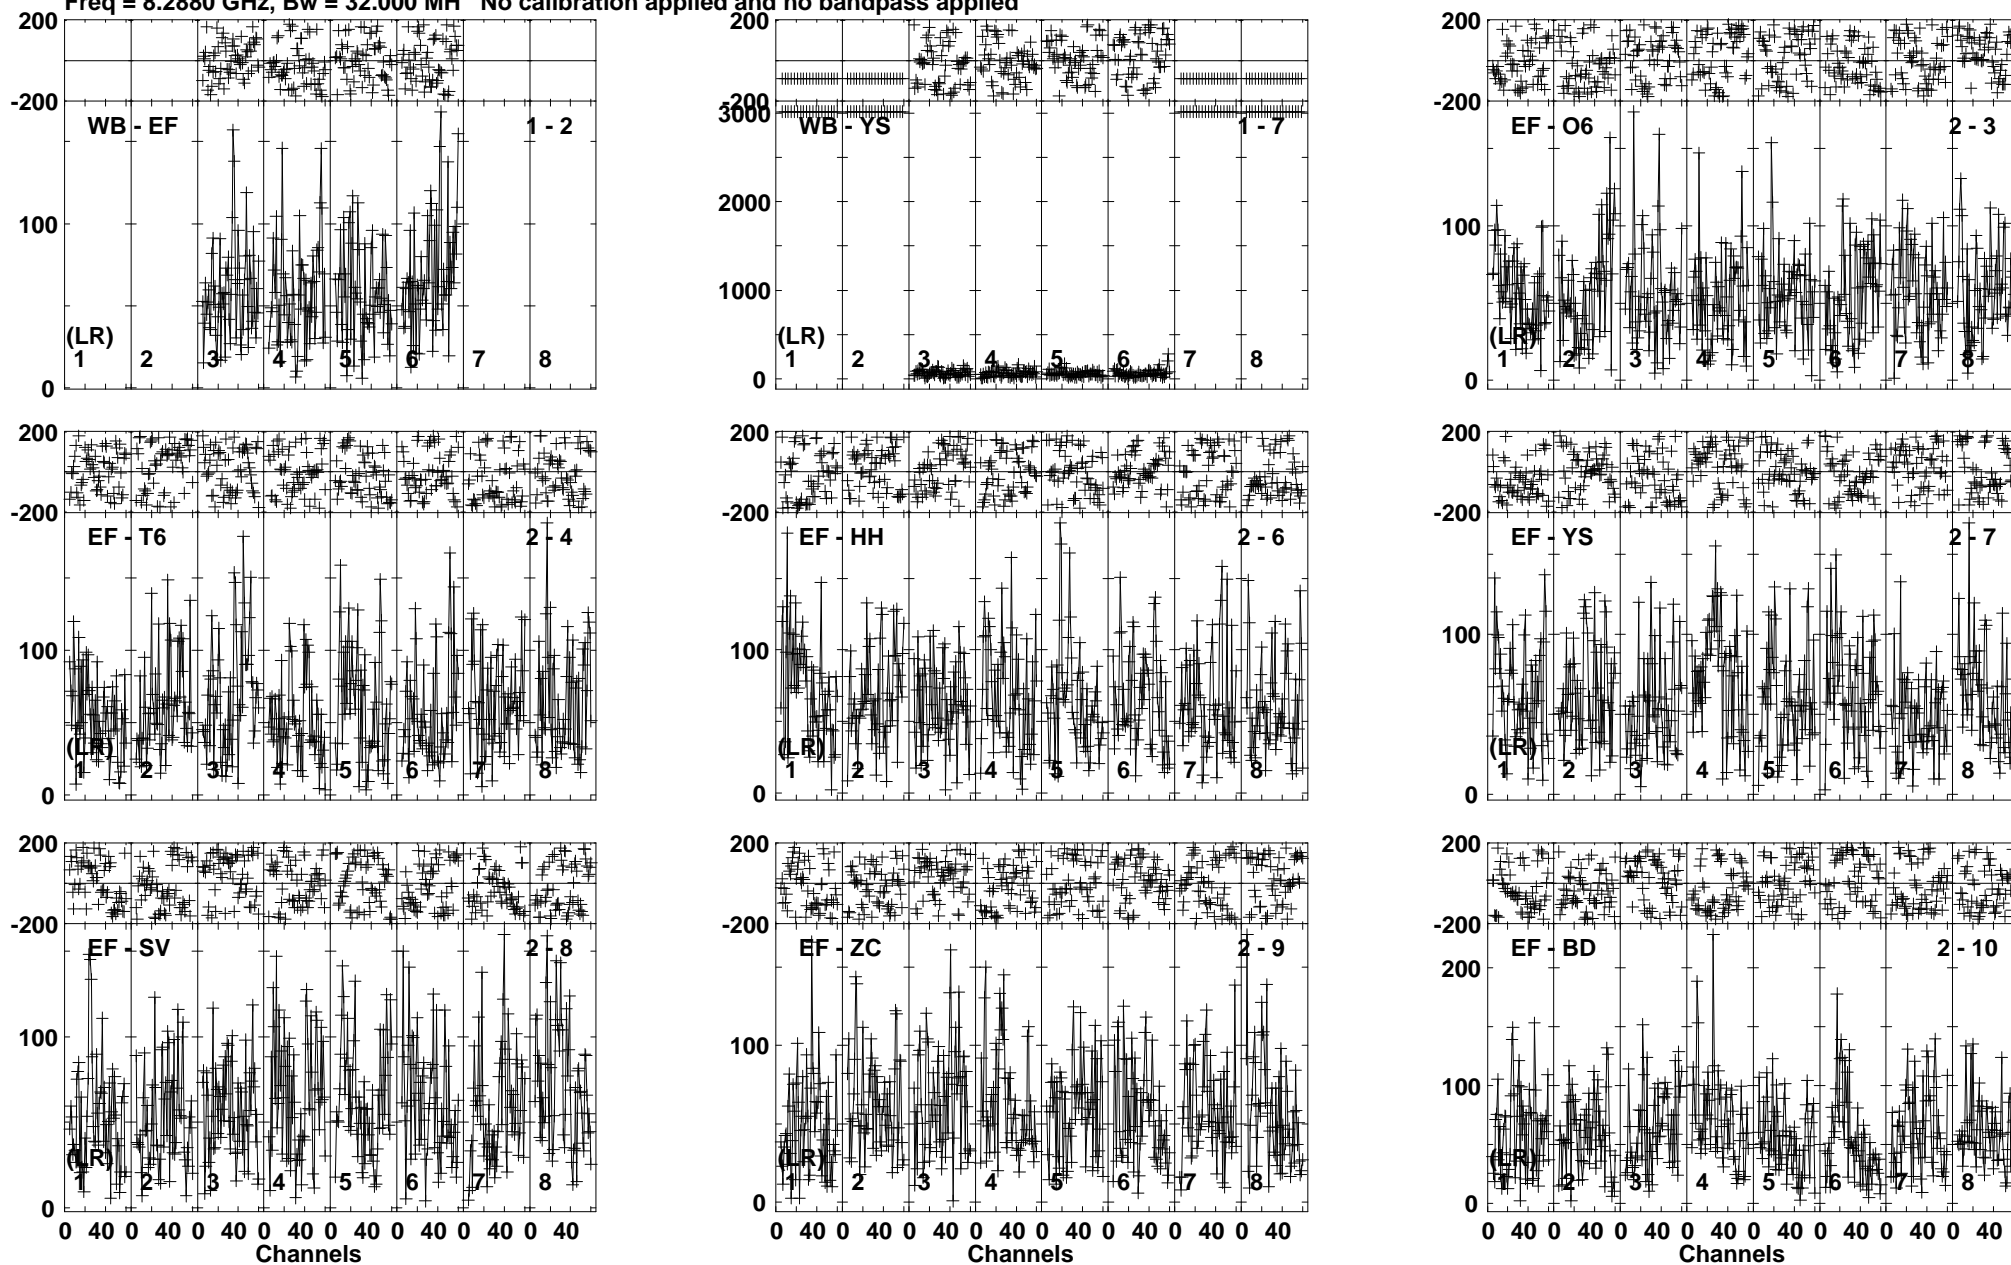 Freq = 8.2880 GHz, Bw = 32.000 MH No calibration applied and no bandpass applied
200 200 200
-200 -200 -200
3000
WB - EF 1 - 2 WB - YS 1 - 7 EF - O6 2 - 3
2000
100 100
1000
(LR) (LR) (LR)
1 2 3 4 5 6 7 8 1 2 3 4 5 6 7 8 1 2 3 4 5 6 7 8
0 0 0
200 200 200
-200 -200 -200
EF - T6 2 - 4 EF - HH 2 - 6 EF - YS 2 - 7
100 100 100
(LR) (LR) (LR)
1 2 3 4 5 6 7 8 1 2 3 4 5 6 7 8 1 2 3 4 5 6 7 8
0 0 0
200 200 200
-200 -200 -200
EF - SV 2 - 8 EF - ZC 2 - 9 EF - BD 2 - 10
200
100 100 100
(LR) (LR) (LR)
1 2 3 4 5 6 7 8 1 2 3 4 5 6 7 8 1 2 3 4 5 6 7 8
0 0 0
0 40 0 40 0 40 0 40 0 40 0 40 0 40 0 40 0 40 0 40 0 40 0 40 0 40 0 40 0 40 0 40 0 40 0 40 0 40 0 40 0 40 0 40 0 40 0 40
Channels Channels Channels